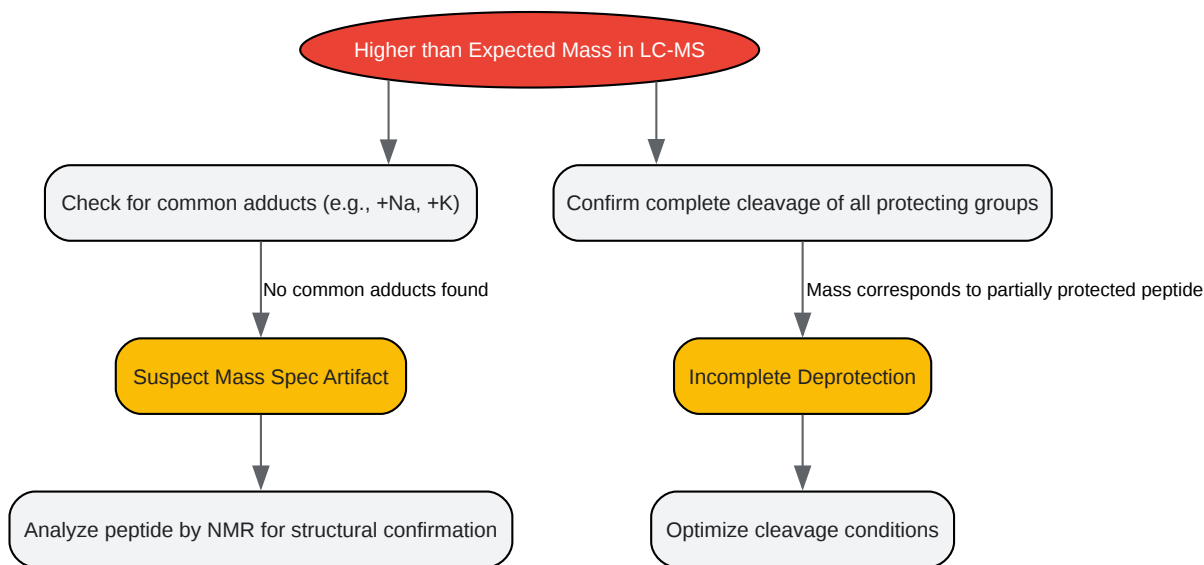 Higher than Expected Mass in LC-MS
Check for common adducts (e.g., +Na, +K)
Confirm complete cleavage of all protecting groups
No common adducts found
Mass corresponds to partially protected peptide
Suspect Mass Spec Artifact
Incomplete Deprotection
Analyze peptide by NMR for structural confirmation
Optimize cleavage conditions